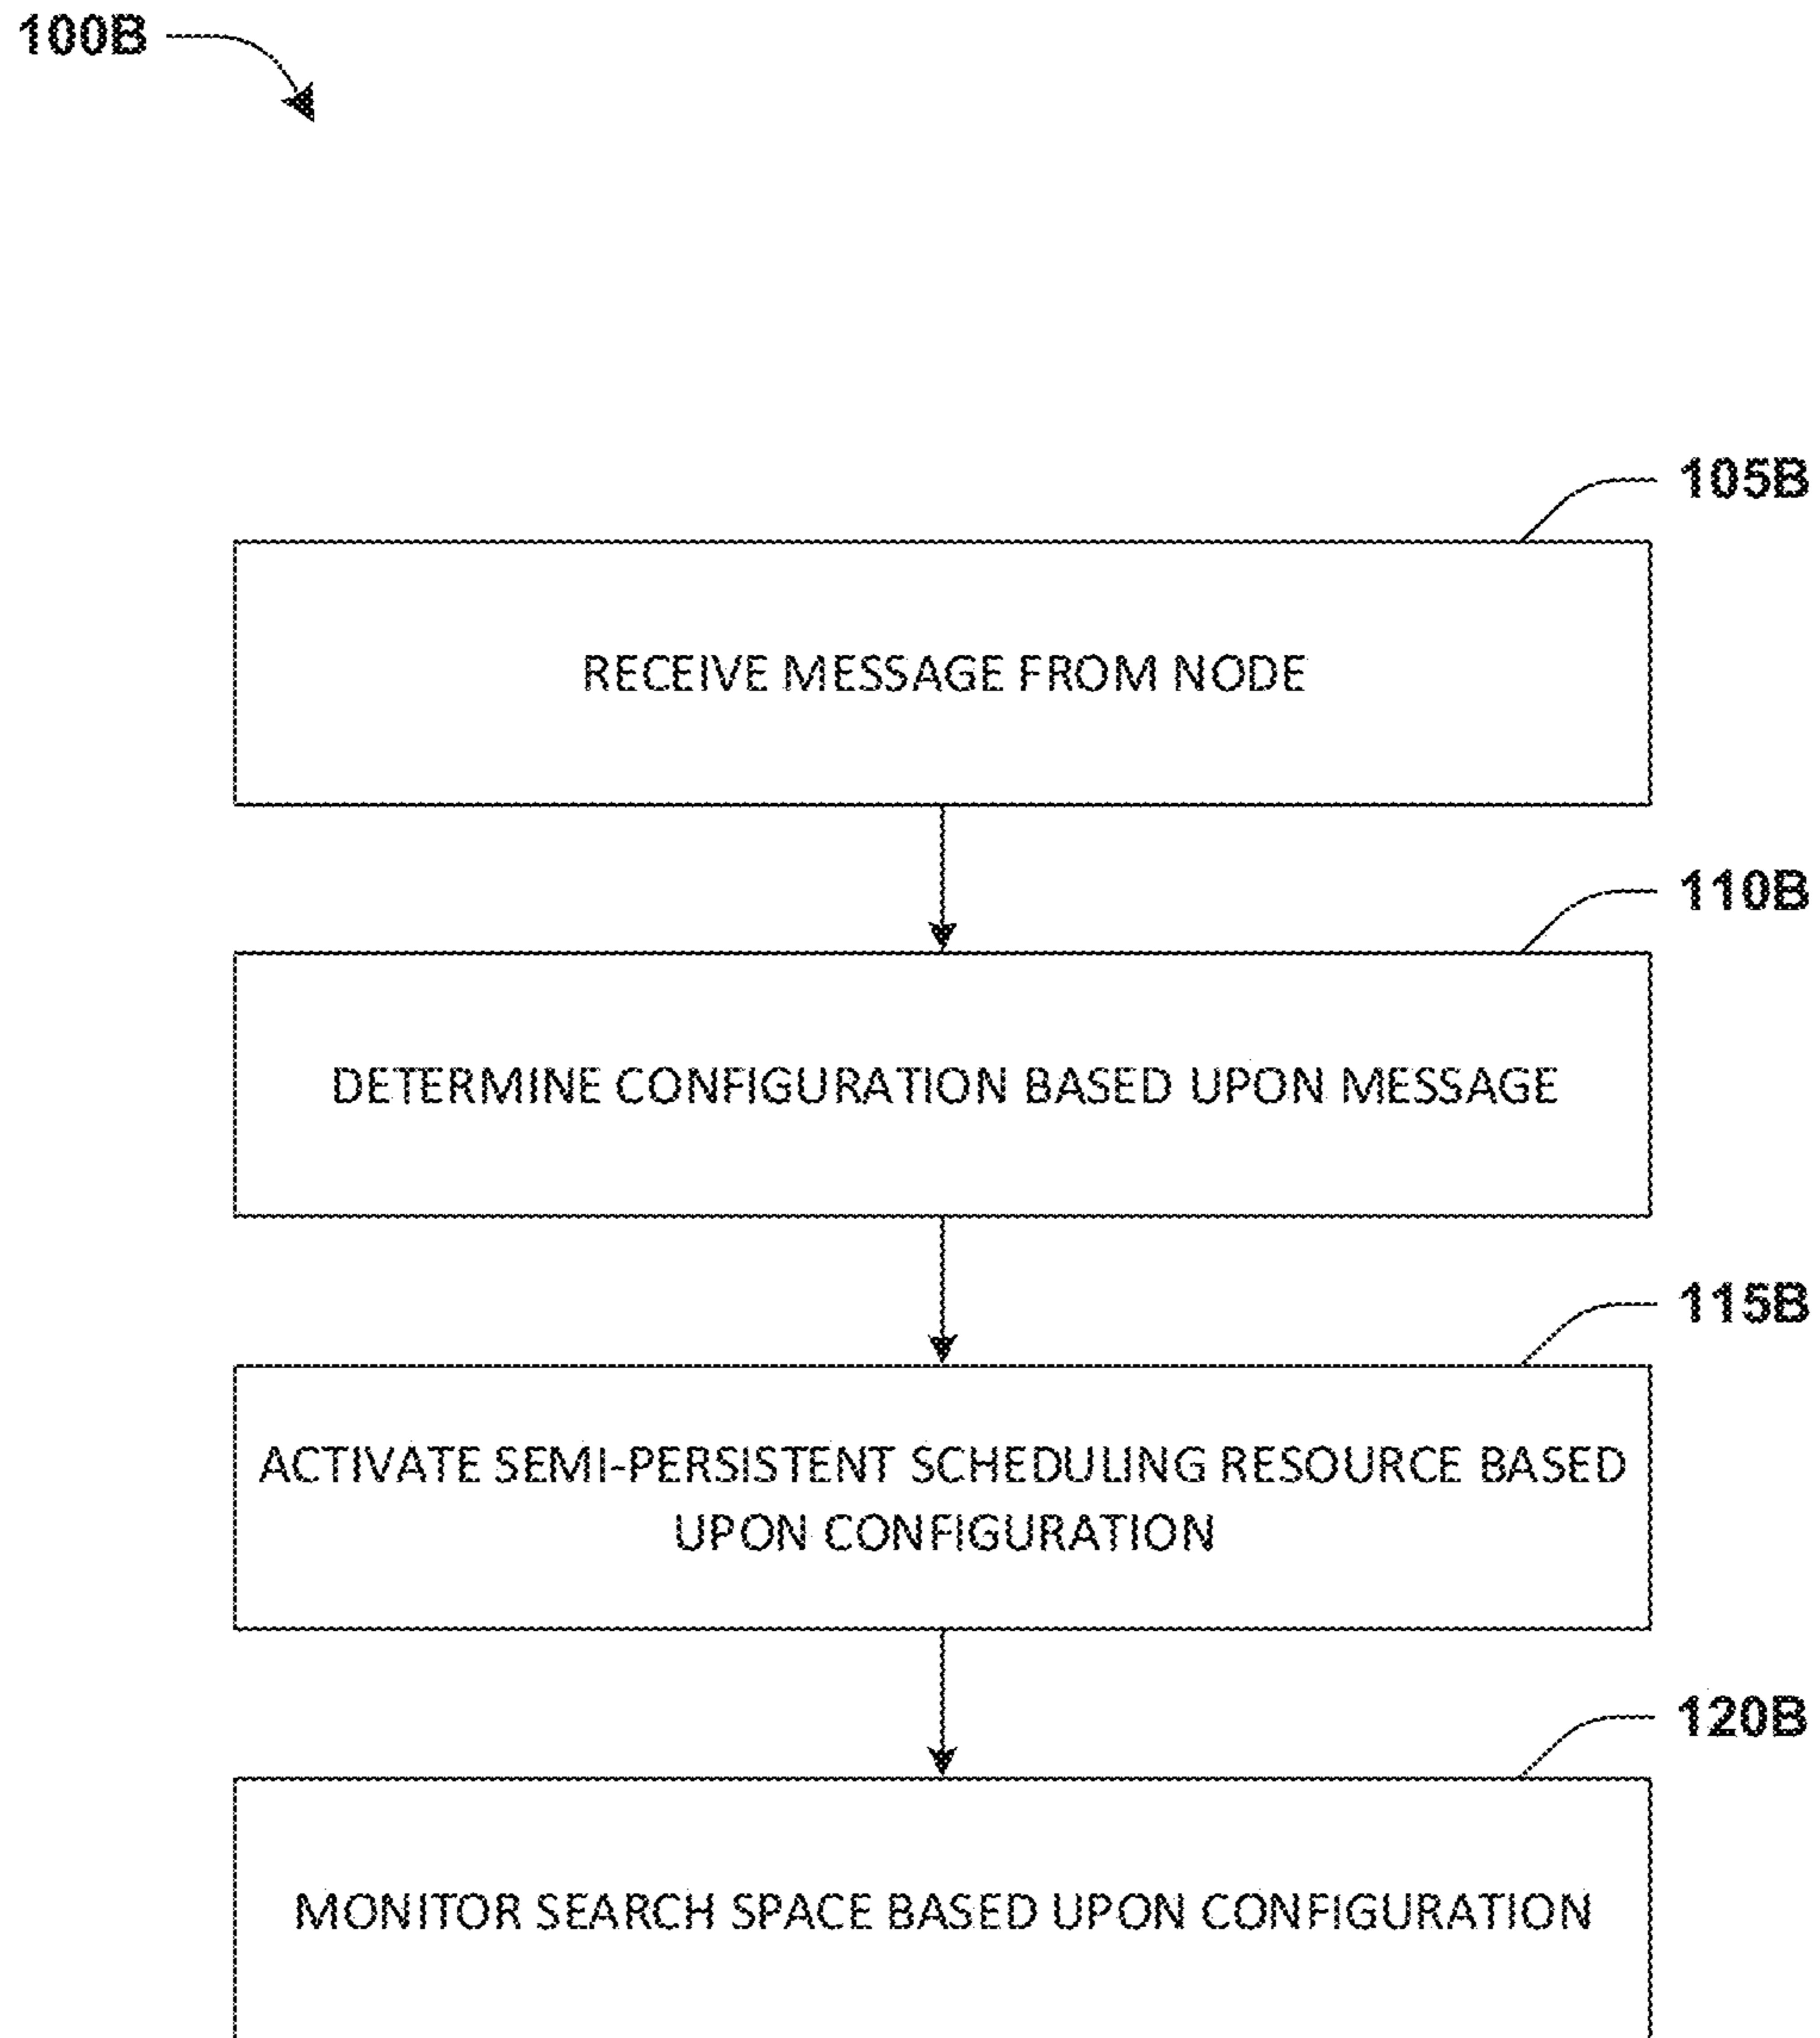 100B
105B
RECEIVE MESSAGE FROM NODE
110B
DETERMINE CONFIGURATION BASED UPON MESSAGE
115B
ACTIVATE SEMI-PERSISTENT SCHEDULING RESOURCE BASED
UPON CONFIGURATION
120B
MONITOR SEARCH SPACE BASED UPON CONFIGURATION